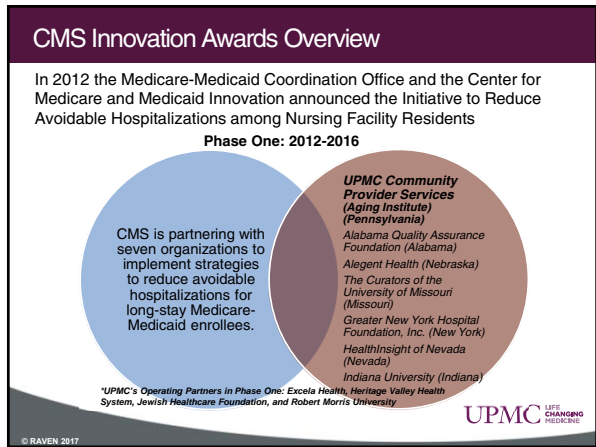 CMS Innovation Awards Overview
In 2012 the Medicare-Medicaid Coordination Office and the Center for
Medicare and Medicaid Innovation announced the Initiative to Reduce
Avoidable Hospitalizations among Nursing Facility Residents
Phase One: 2012-2016
CMS is partnering with
seven organizations to
implement strategies
to reduce avoidable
hospitalizations for
long-stay Medicare-
Medicaid enrollees.
UPMC Community
Provider Services
(Aging Institute)
(Pennsylvania)
Alabama Quality Assurance
Foundation (Alabama)
Alegent Health (Nebraska)
The Curators of the
University of Missouri
(Missouri)
Greater New York Hospital
Foundation, Inc. (New York)
HealthInsight of Nevada
(Nevada)
Indiana University (Indiana)
*UPMC's Operating Partners in Phase One: Excela Health, Heritage Valley Health
System, Jewish Healthcare Foundation, and Robert Morris University
UPMC LIFE
CHANGING
MEDICINE
© RAVEN 2017